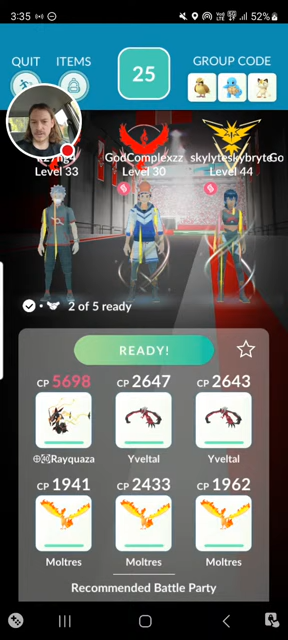 3:35
52%
QUIT
ITEMS
25
GROUP CODE
GodComplexzz
skylyteskybryte
Go
Level 33
Level 30
Level 44
2 of 5 ready
READY!
CP 5698
CP 2647
CP 2643
Rayquaza
Yveltal
Yveltal
CP 1941
CP 2433
CP 1962
Moltres
Moltres
Moltres
Recommended Battle Party